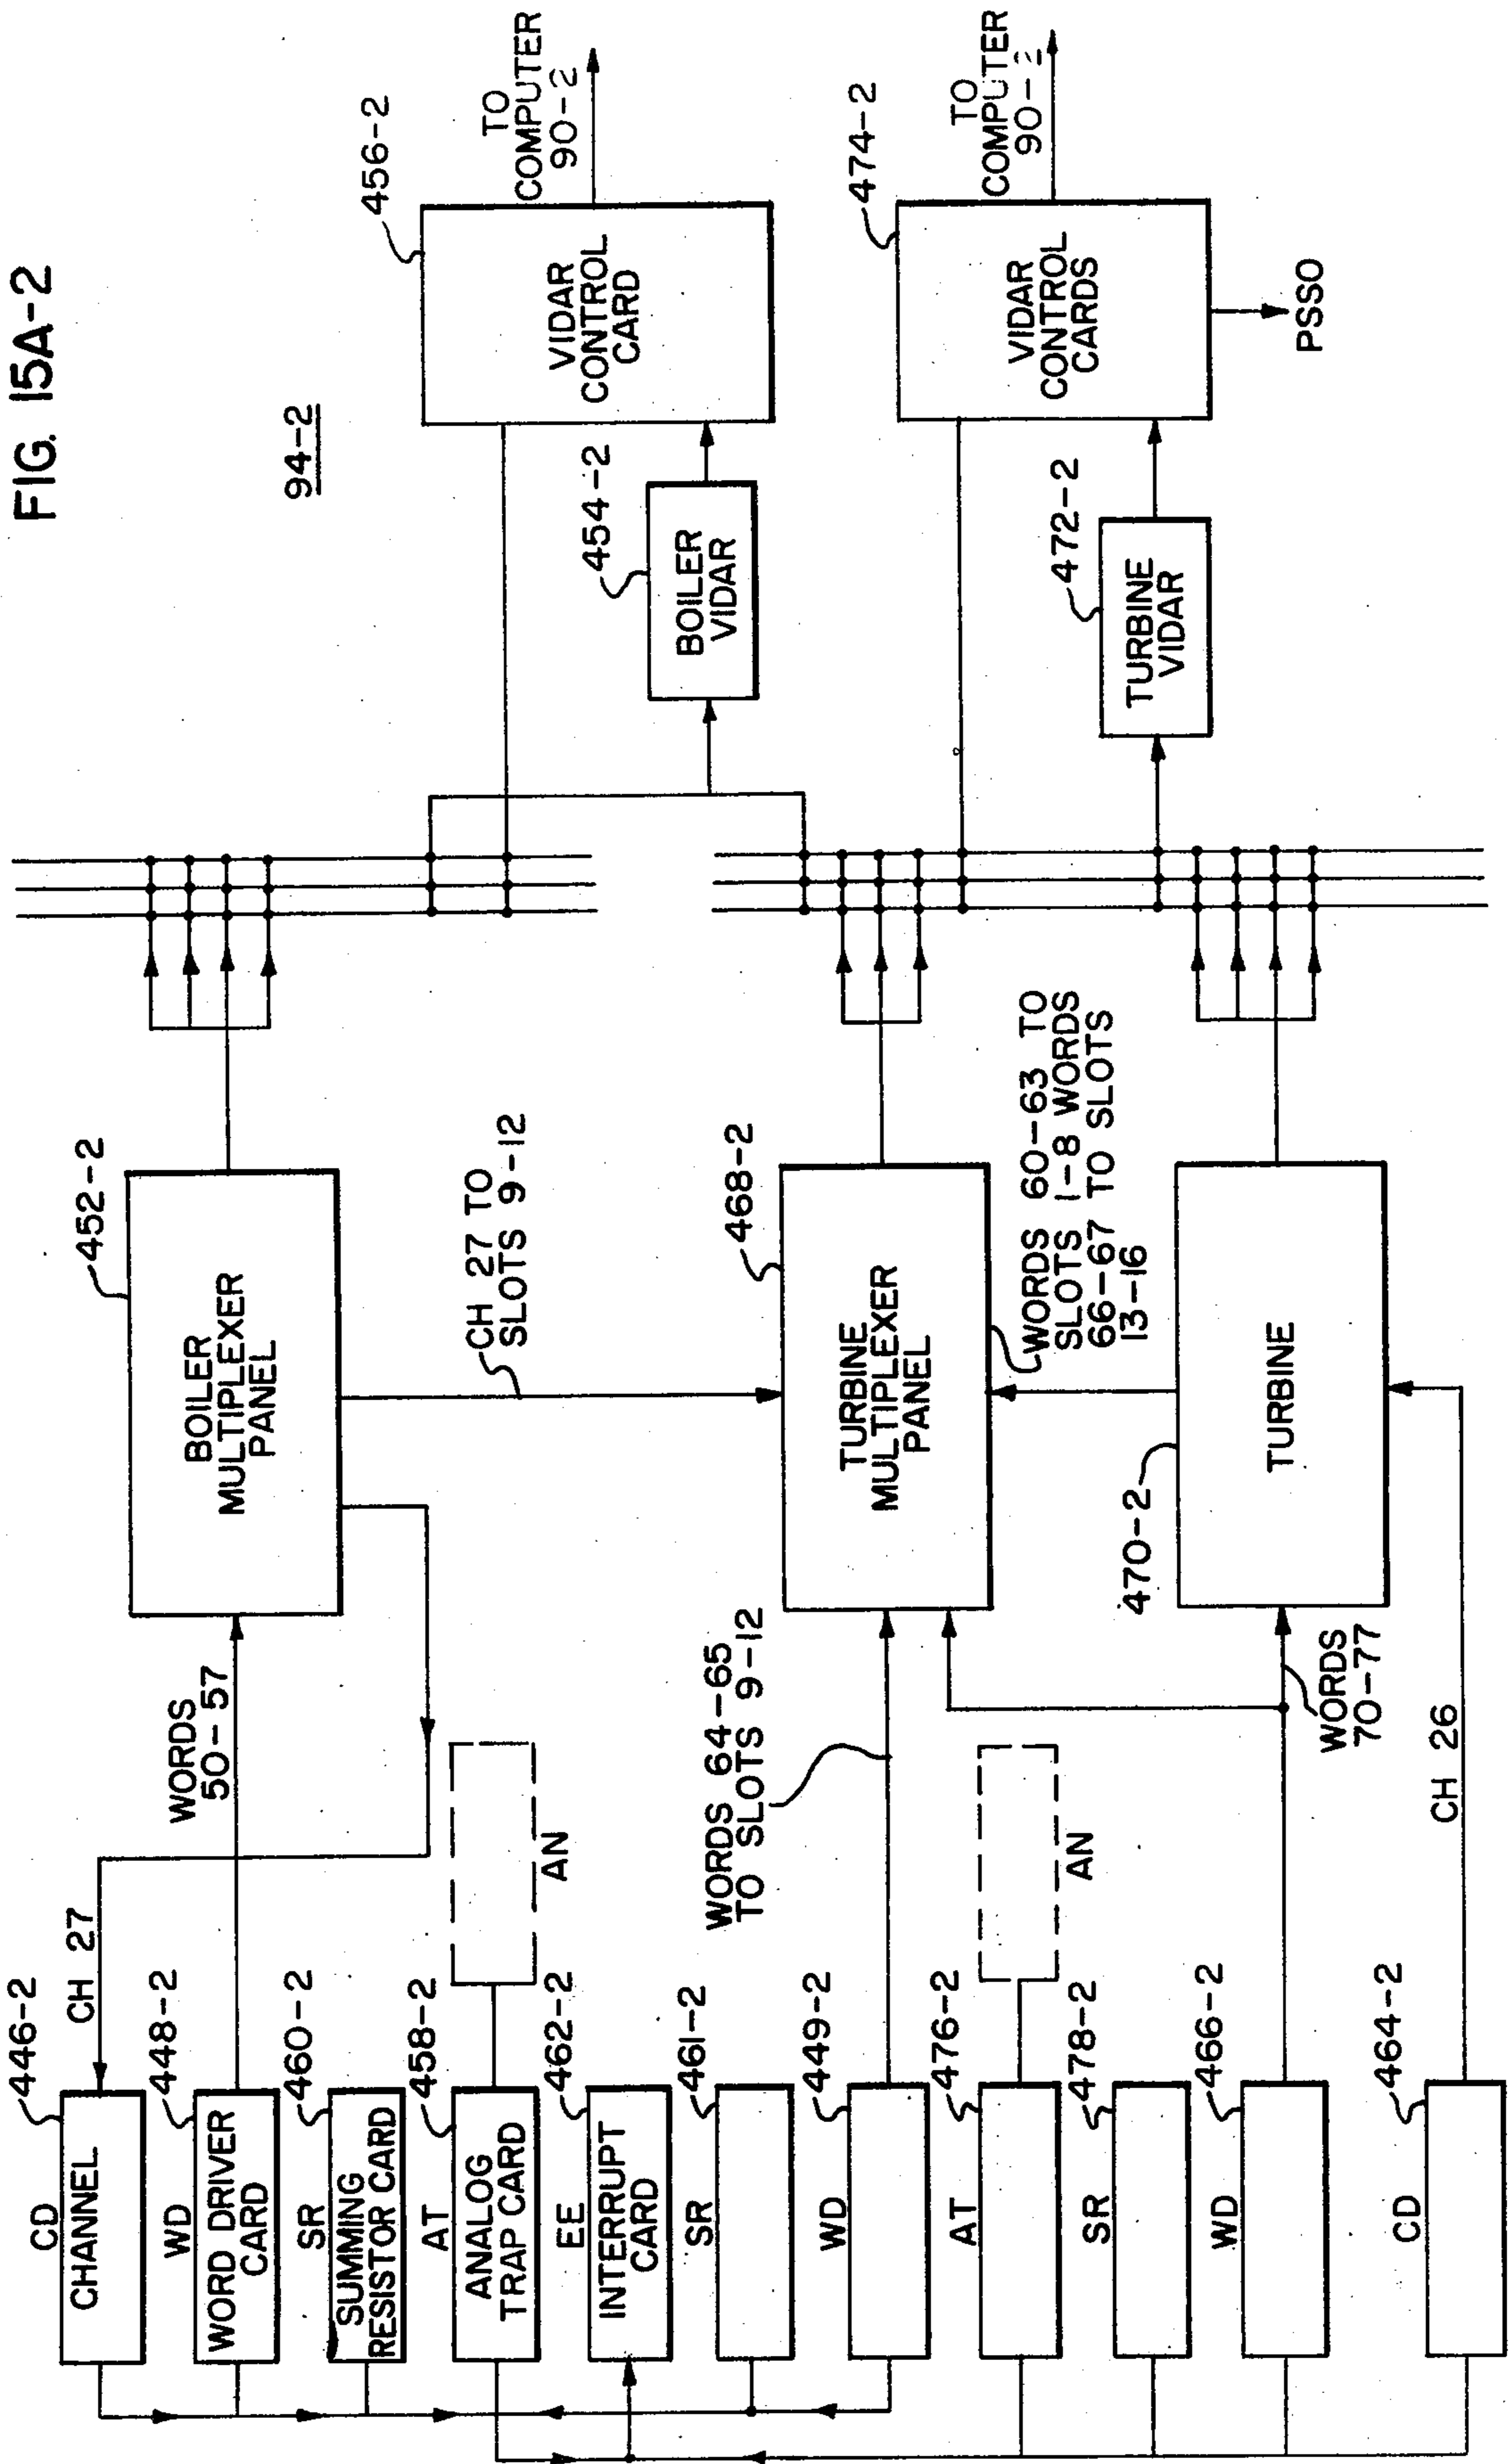 FIG. 15A-2
94-2
CD
CHANNEL
446-2
CH 27
WD
WORD DRIVER
CARD
448-2
WORDS
50-57
SR
SUMMING
RESISTOR CARD
460-2
AT
ANALOG
TRAP CARD
458-2
AN
EE
INTERRUPT
CARD
462-2
SR
461-2
WD
449-2
WORDS 64-65
TO SLOTS 9-12
AT
476-2
AN
SR
478-2
WD
466-2
WORDS
70-77
CD
464-2
CH 26
BOILER
MULTIPLEXER
PANEL
452-2
CH 27 TO
SLOTS 9-12
TURBINE
MULTIPLEXER
PANEL
468-2
WORDS 60-63 TO
SLOTS 1-8 WORDS
66-67 TO SLOTS
13-16
TURBINE
470-2
BOILER
VIDAR
454-2
VIDAR
CONTROL
CARD
456-2
TO
COMPUTER
90-2
TURBINE
VIDAR
472-2
VIDAR
CONTROL
CARDS
474-2
TO
COMPUTER
90-2
PSSO